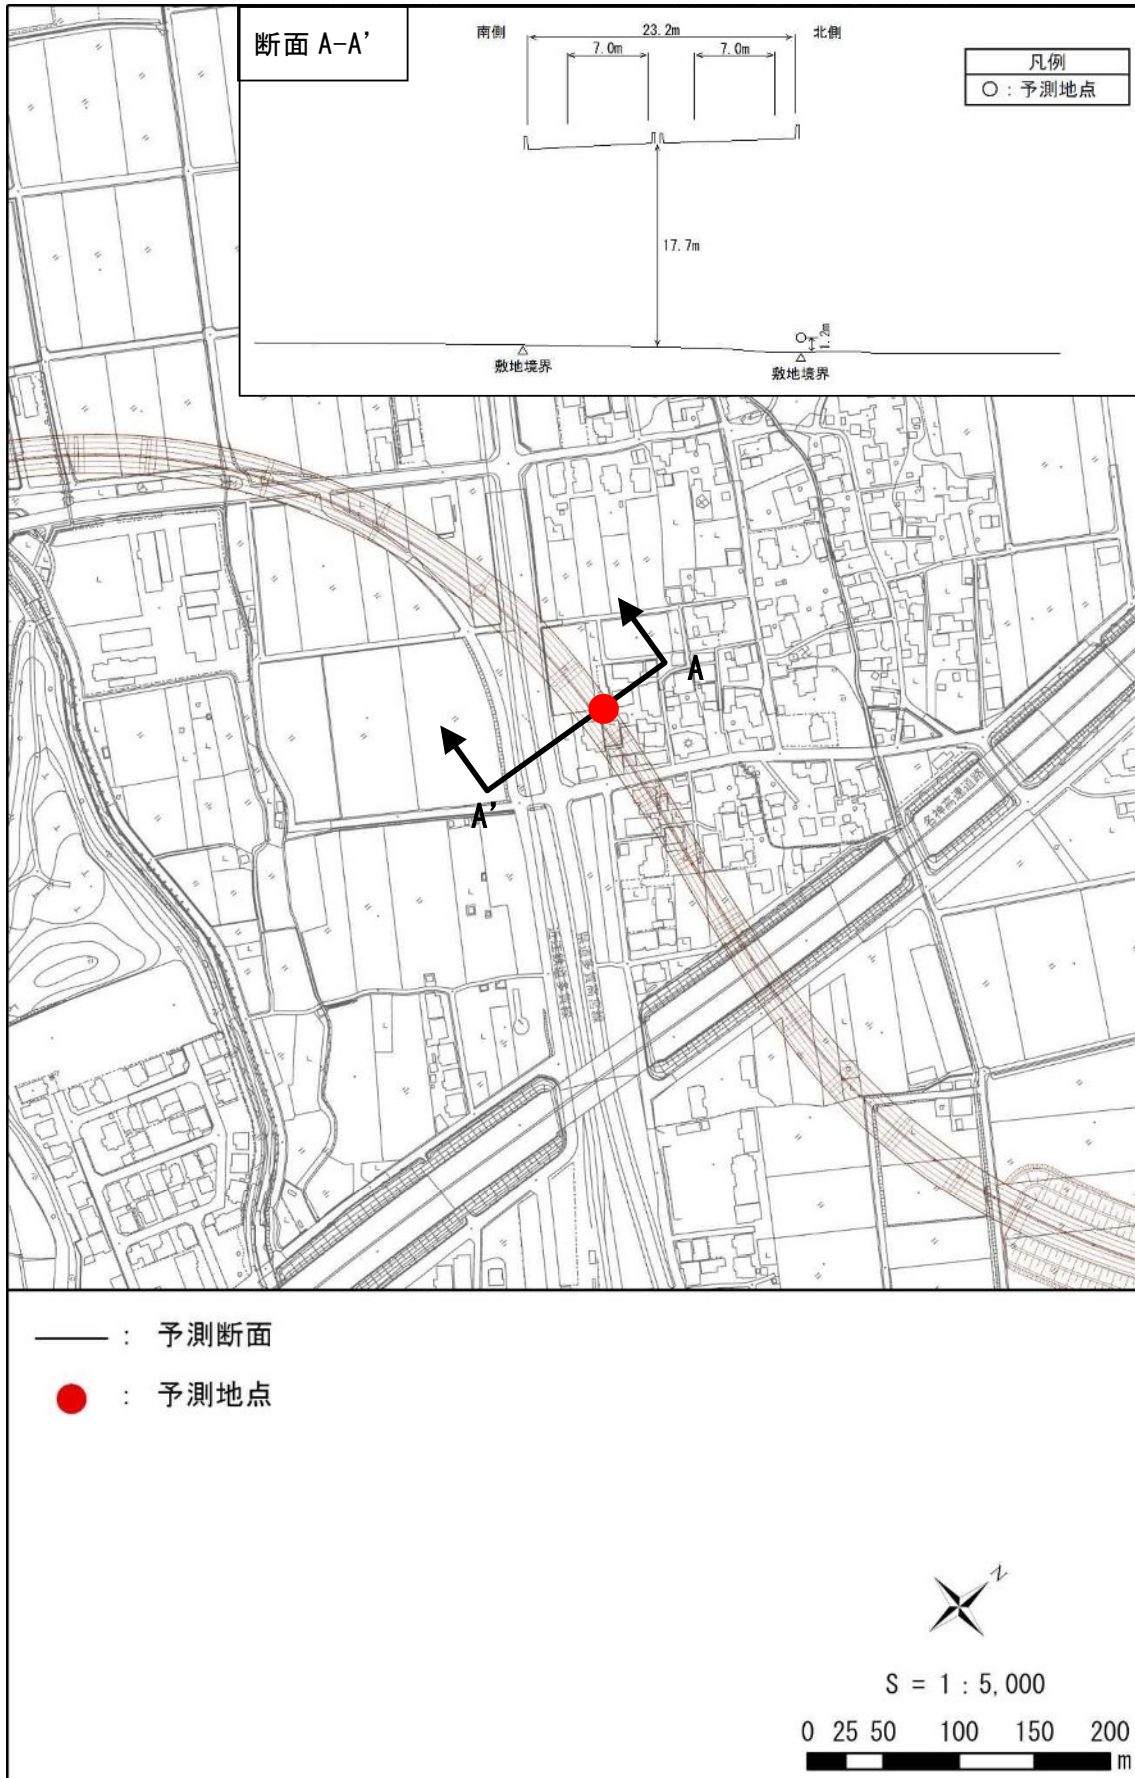 断面 A-A’
南側
23.2m
北側
7.0m
7.0m
凡例
○ : 予測地点
17.7m
1.2m
敷地境界
敷地境界
A
A’
名神高速道路
: 予測断面
: 予測地点
N
S = 1 : 5,000
0 25 50 100 150 200
m